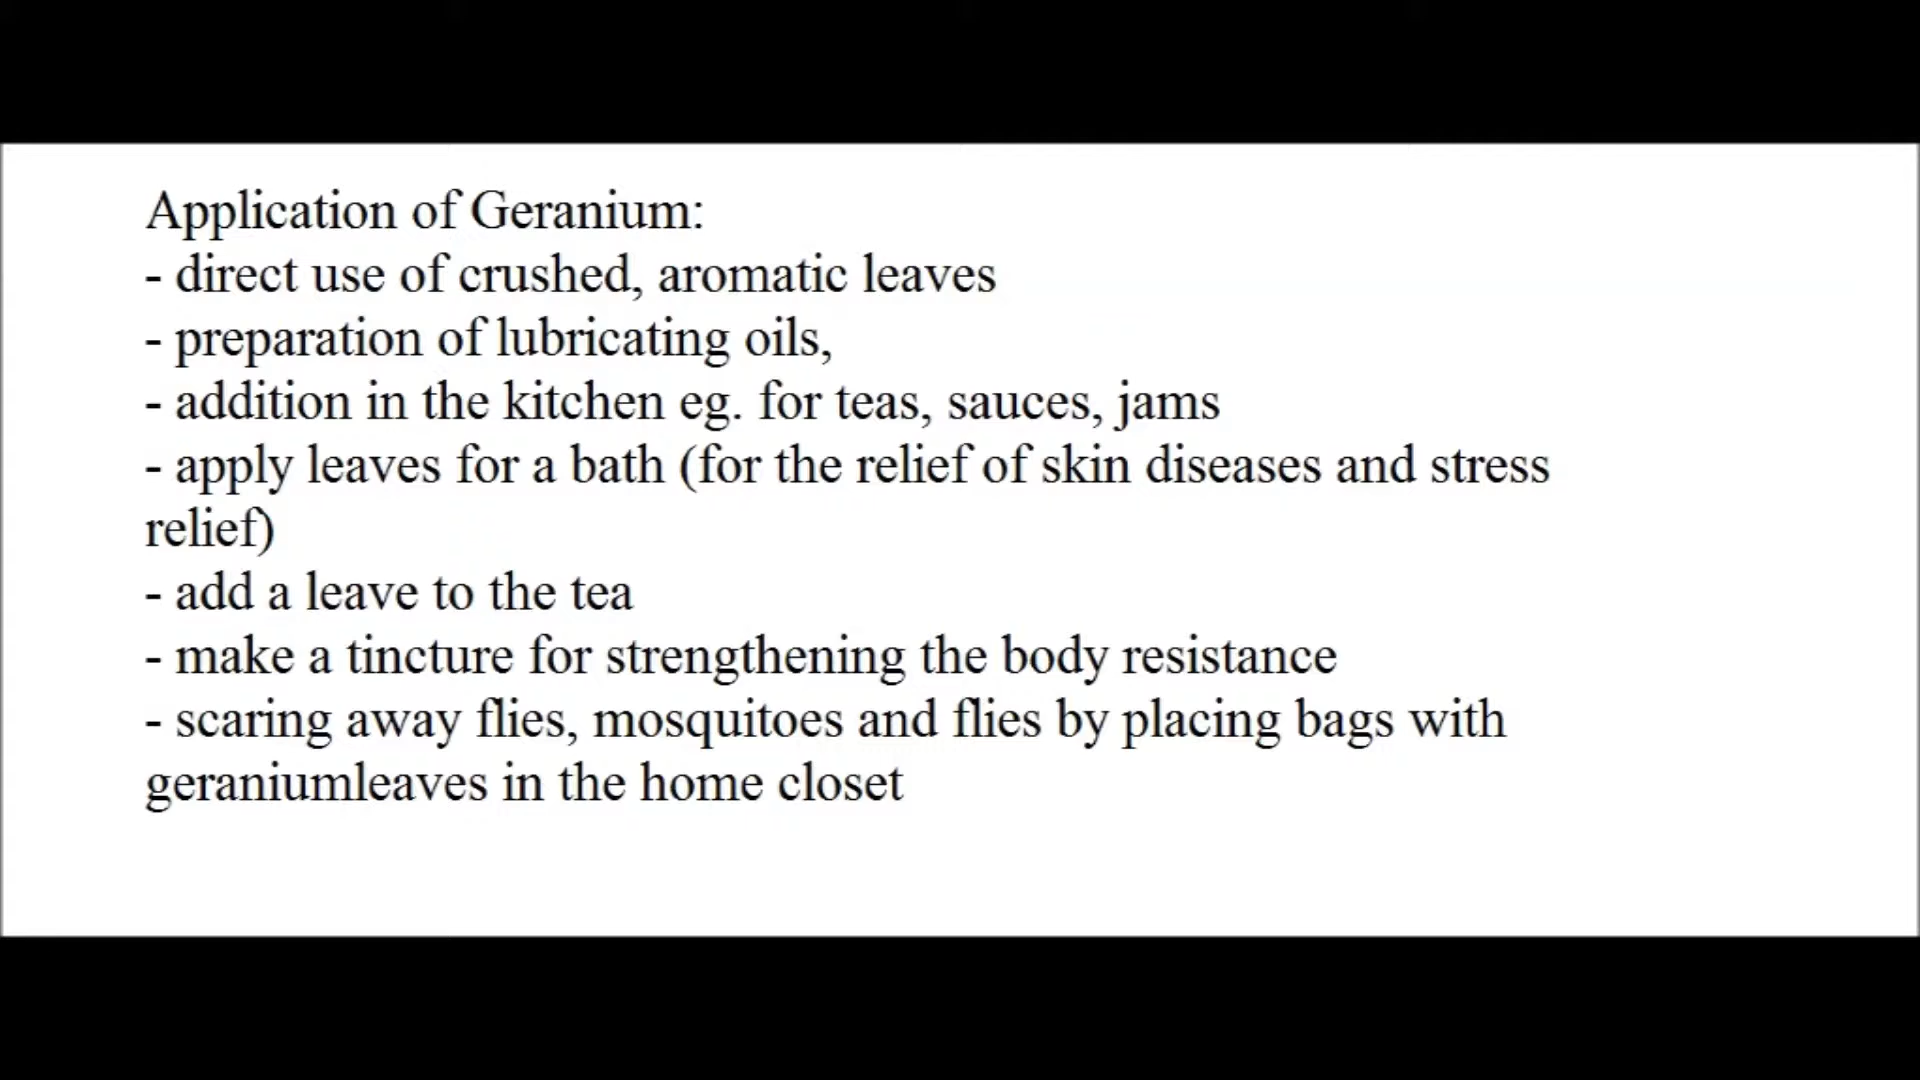 Application of Geranium:
- direct use of crushed, aromatic leaves
- preparation of lubricating oils,
- addition in the kitchen eg. for teas, sauces, jams
- apply leaves for a bath (for the relief of skin diseases and stress
relief)
- add a leave to the tea
- make a tincture for strengthening the body resistance
- scaring away flies, mosquitoes and flies by placing bags with
geraniumleaves in the home closet